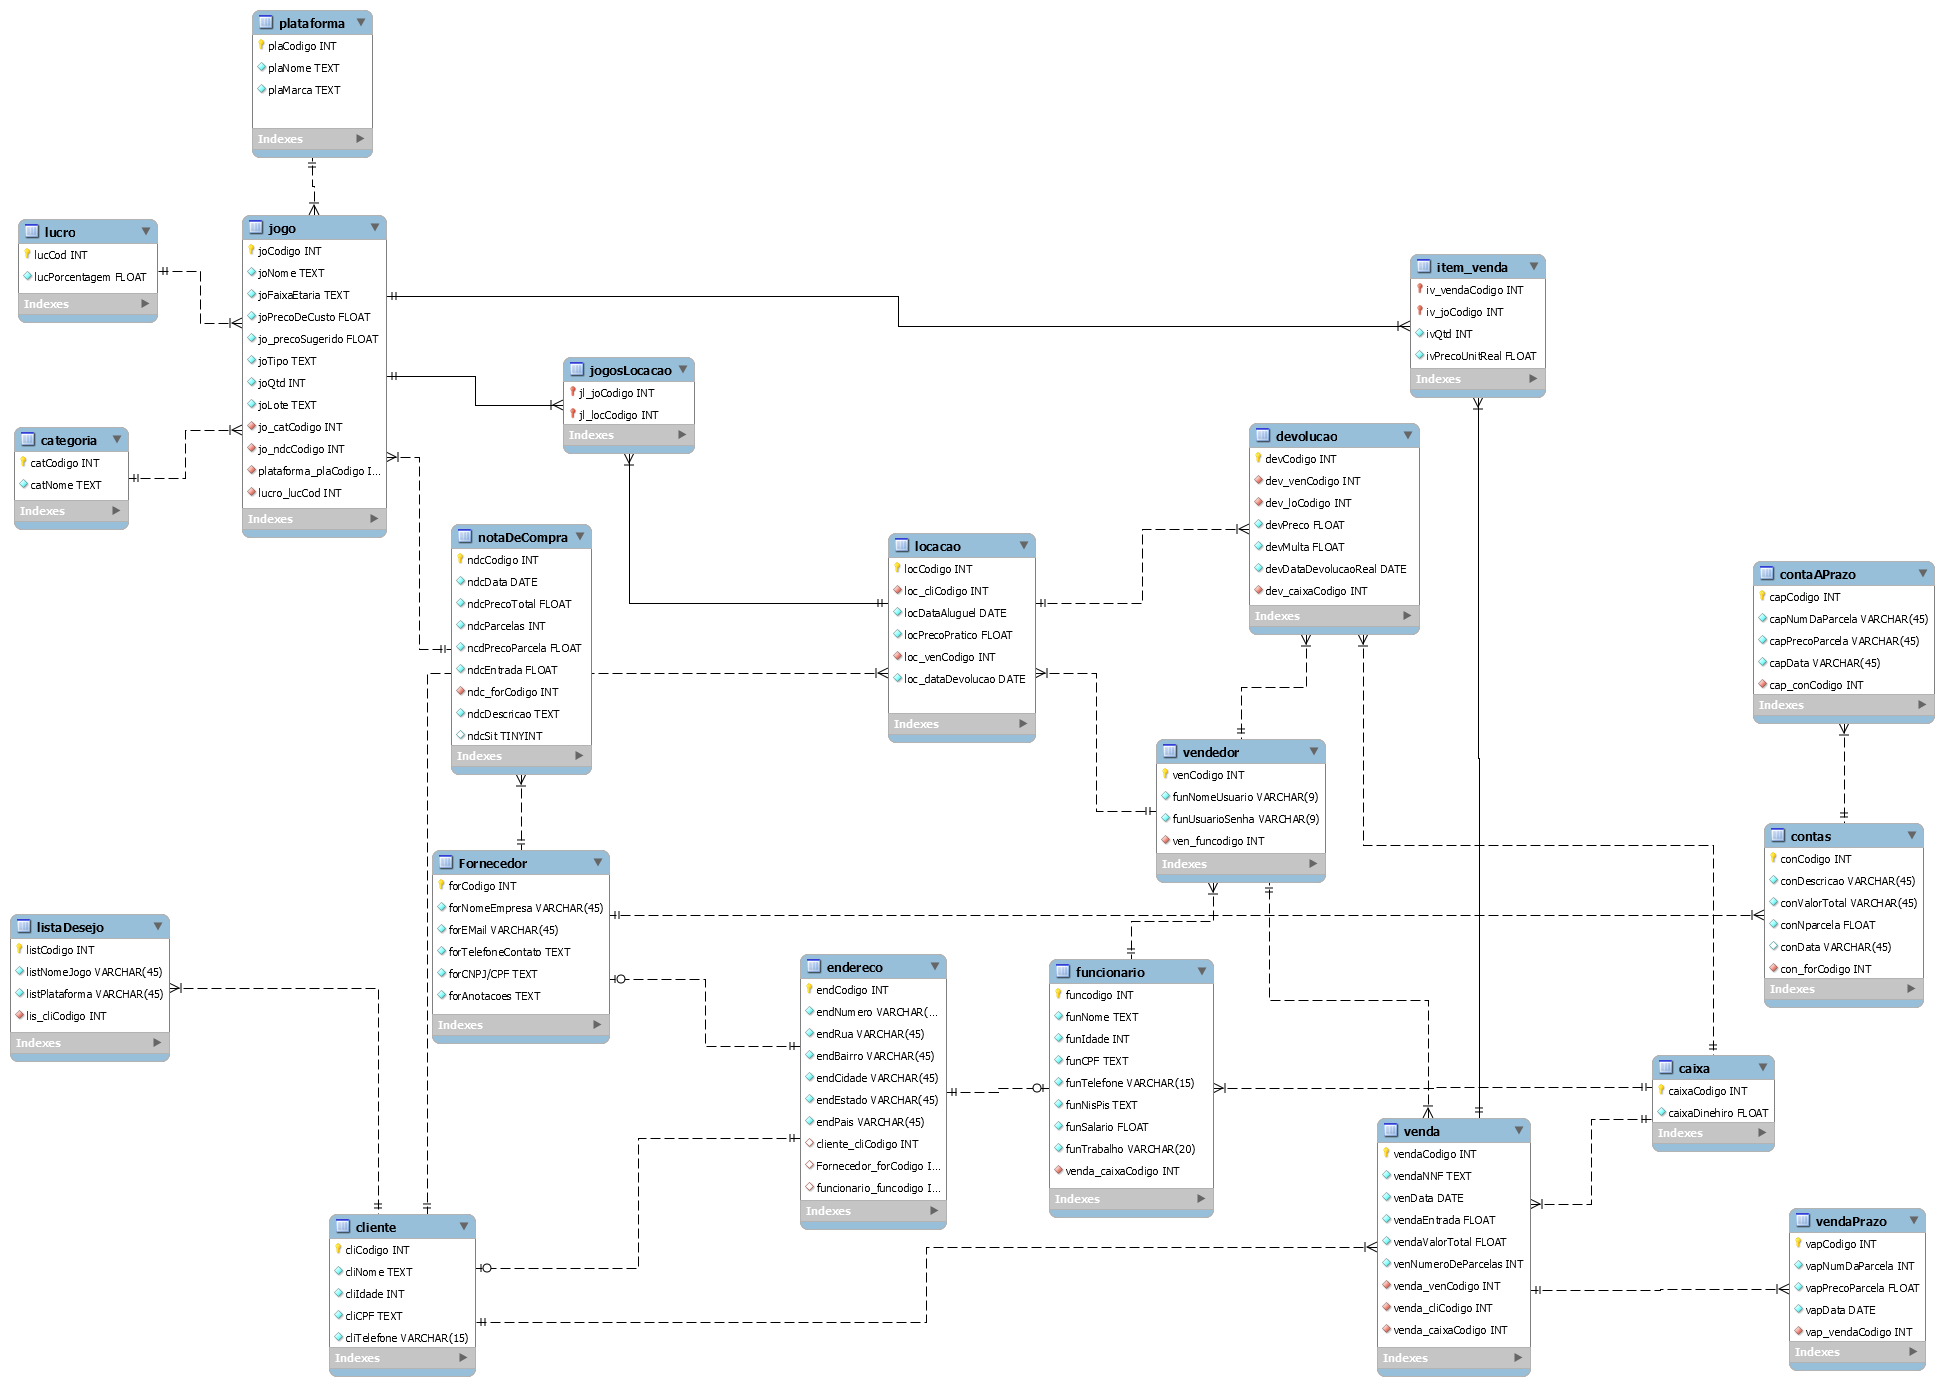 plataforma
plaCodigo INT
plaNome TEXT
plaMarca TEXT
Indexes
lucro
lucCod INT
lucPorcentagem FLOAT
Indexes
jogo
joCodigo INT
joNome TEXT
joFaixaEtaria TEXT
joPrecoDeCusto FLOAT
jo_precoSugerido FLOAT
joTipo TEXT
joQtd INT
joLote TEXT
jo_catCodigo INT
jo_ndcCodigo INT
plataforma_plaCodigo I...
lucro_lucCod INT
Indexes
categoria
catCodigo INT
catNome TEXT
Indexes
jogosLocacao
jl_joCodigo INT
jl_locCodigo INT
Indexes
item_venda
iv_vendaCodigo INT
iv_joCodigo INT
ivQtd INT
ivPrecoUnitReal FLOAT
Indexes
devolucao
devCodigo INT
dev_venCodigo INT
dev_loCodigo INT
devPreco FLOAT
devMulta FLOAT
devDataDevolucaoReal DATE
dev_caixaCodigo INT
Indexes
notaDeCompra
ndcCodigo INT
ndcData DATE
ndcPrecoTotal FLOAT
ndcParcelas INT
ncdPrecoParcela FLOAT
ndcEntrada FLOAT
ndc_forCodigo INT
ndcDescricao TEXT
ndcSit TINYINT
Indexes
locacao
locCodigo INT
loc_cliCodigo INT
locDataAluguel DATE
locPrecoPratico FLOAT
loc_venCodigo INT
loc_dataDevolucao DATE
Indexes
contaAPrazo
capCodigo INT
capNumDaParcela VARCHAR(45)
capPrecoParcela VARCHAR(45)
capData VARCHAR(45)
cap_conCodigo INT
Indexes
vendedor
venCodigo INT
funNomeUsuario VARCHAR(9)
funUsuarioSenha VARCHAR(9)
ven_funcodigo INT
Indexes
contas
conCodigo INT
conDescricao VARCHAR(45)
conValorTotal VARCHAR(45)
conNparcela FLOAT
conData VARCHAR(45)
con_forCodigo INT
Indexes
Fornecedor
forCodigo INT
forNomeEmpresa VARCHAR(45)
forEMail VARCHAR(45)
forTelefoneContato TEXT
forCNPJ/CPF TEXT
forAnotacoes TEXT
Indexes
listaDesejo
listCodigo INT
listNomeJogo VARCHAR(45)
listPlataforma VARCHAR(45)
lis_cliCodigo INT
Indexes
endereco
endCodigo INT
endNumero VARCHAR(...
endRua VARCHAR(45)
endBairro VARCHAR(45)
endCidade VARCHAR(45)
endEstado VARCHAR(45)
endPais VARCHAR(45)
cliente_cliCodigo INT
Fornecedor_forCodigo I...
funcionario_funcodigo I...
Indexes
funcionario
funcodigo INT
funNome TEXT
funIdade INT
funCPF TEXT
funTelefone VARCHAR(15)
funNisPis TEXT
funSalario FLOAT
funTrabalho VARCHAR(20)
venda_caixaCodigo INT
Indexes
caixa
caixaCodigo INT
caixaDinehiro FLOAT
Indexes
venda
vendaCodigo INT
vendaNNF TEXT
venData DATE
vendaEntrada FLOAT
vendaValorTotal FLOAT
venNumeroDeParcelas INT
venda_venCodigo INT
venda_cliCodigo INT
venda_caixaCodigo INT
Indexes
cliente
cliCodigo INT
cliNome TEXT
cliIdade INT
cliCPF TEXT
cliTelefone VARCHAR(15)
Indexes
vendaPrazo
vapCodigo INT
vapNumDaParcela INT
vapPrecoParcela FLOAT
vapData DATE
vap_vendaCodigo INT
Indexes